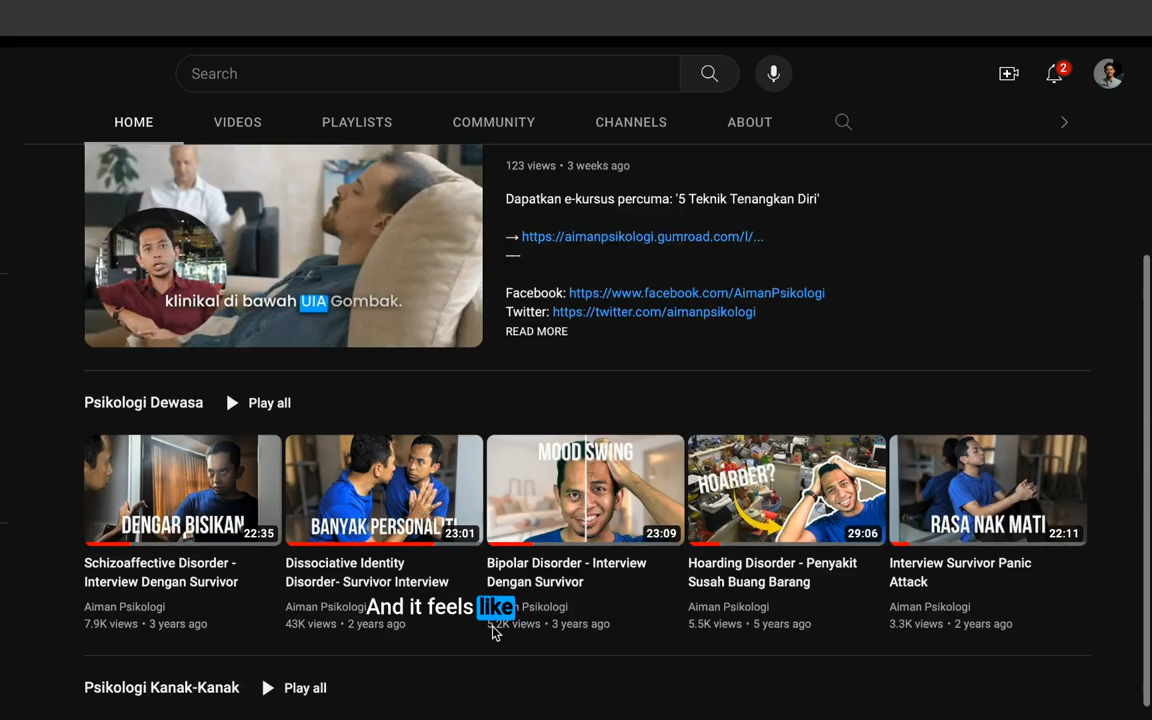 Search
2
HOME VIDEOS PLAYLISTS COMMUNITY CHANNELS ABOUT
123 views • 3 weeks ago
Dapatkan e-kursus percuma: '5 Teknik Tenangkan Diri'
→ https://aimanpsikologi.gumroad.com/l/...
—-
Facebook: https://www.facebook.com/AimanPsikologi
Twitter: https://twitter.com/aimanpsikologi
READ MORE
klinikal di bawah UIA Gombak.
Psikologi Dewasa Play all
DENGAR BISIKAN
22:35
Schizoaffective Disorder -
Interview Dengan Survivor
Aiman Psikologi
7.9K views • 3 years ago
BANYAK PERSONALITI
23:01
Dissociative Identity
Disorder- Survivor Interview
Aiman Psikologi
43K views • 2 years ago
MOOD SWING
23:09
Bipolar Disorder - Interview
Dengan Survivor
Psikologi
5.2K views • 3 years ago
HOARDER?
29:06
Hoarding Disorder - Penyakit
Susah Buang Barang
Aiman Psikologi
5.5K views • 5 years ago
RASA NAK MATI
22:11
Interview Survivor Panic
Attack
Aiman Psikologi
3.3K views • 2 years ago
And it feels like
Psikologi Kanak-Kanak Play all